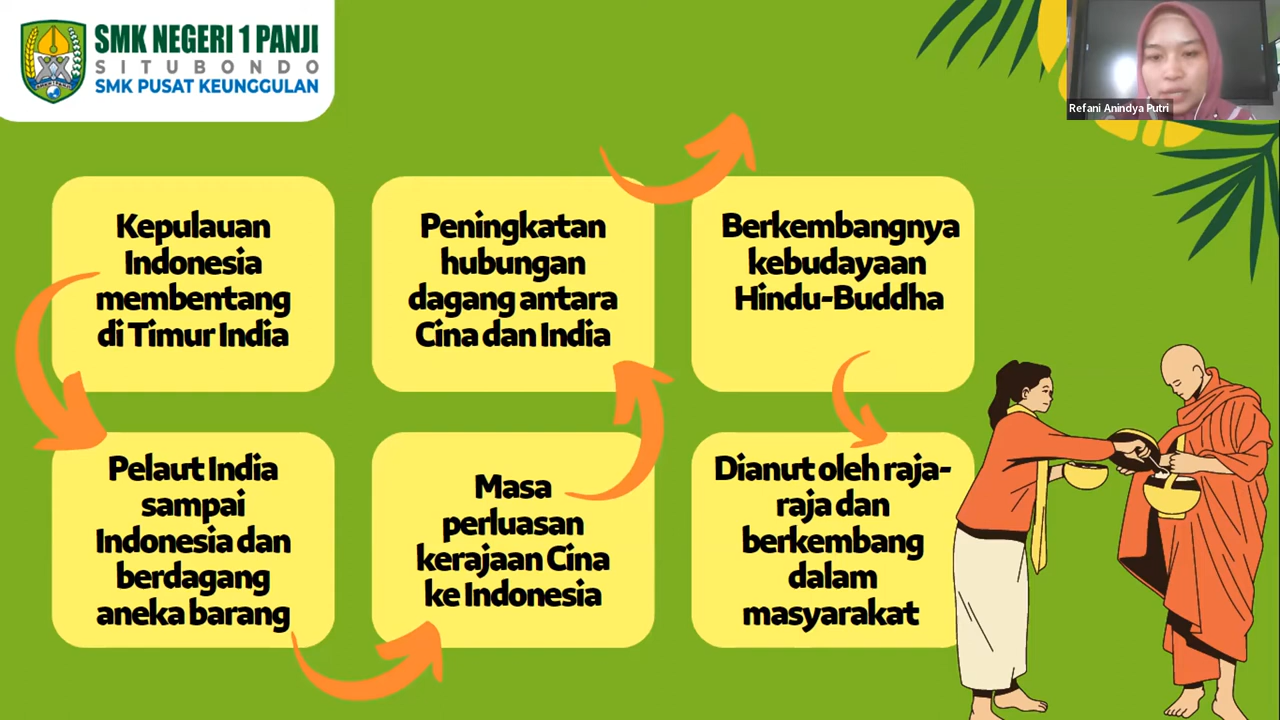 SMK NEGERI 1 PANJI
SITUBONDO
SMK PUSAT KEUNGGULAN
Refani Anindya Putri
Kepulauan
Indonesia
membentang
di Timur India
Pelaut India
sampai
Indonesia dan
berdagang
aneka barang
Masa
perluasan
kerajaan Cina
ke Indonesia
Peningkatan
hubungan
dagang antara
Cina dan India
Berkembangnya
kebudayaan
Hindu-Buddha
Dianut oleh raja-
raja dan
berkembang
dalam
masyarakat